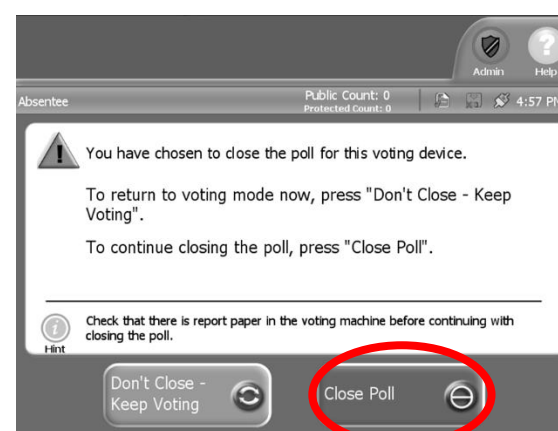 Admin Help
Absentee Public Count: 0 4:57 PM
Protected Count: 0
You have chosen to close the poll for this voting device.
To return to voting mode now, press "Don't Close - Keep
Voting".
To continue closing the poll, press "Close Poll".
Check that there is report paper in the voting machine before continuing with
closing the poll.
Hint
Don't Close -
Keep Voting
Close Poll